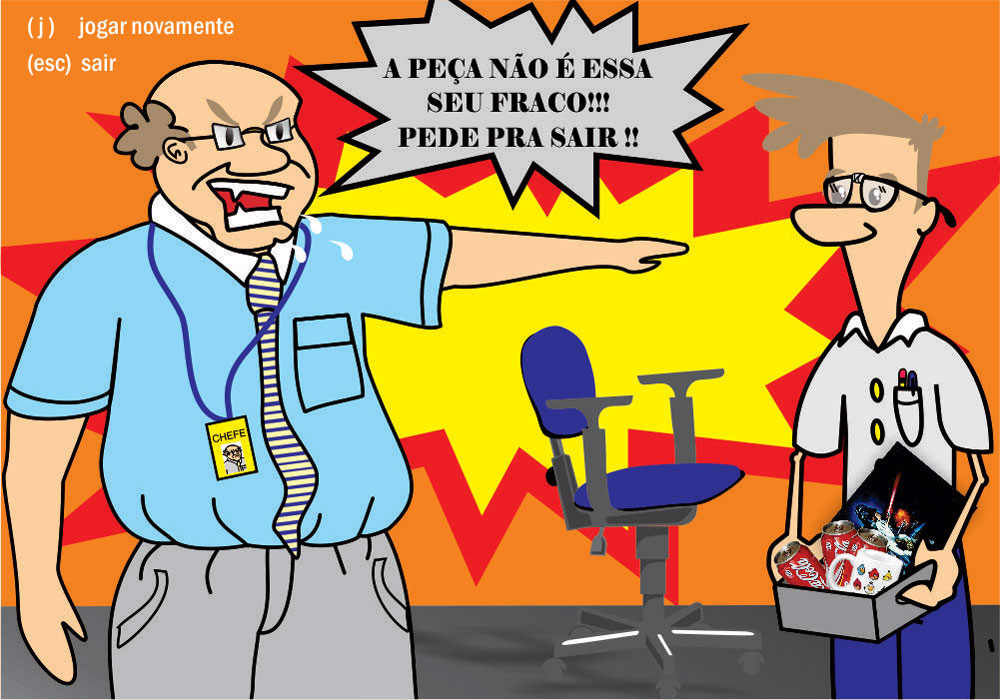 ( j ) jogar novamente
(esc) sair
A PEÇA NÃO É ESSA
SEU FRACO!!!
PEDE PRA SAIR !!
CHEFE
Coca-Cola